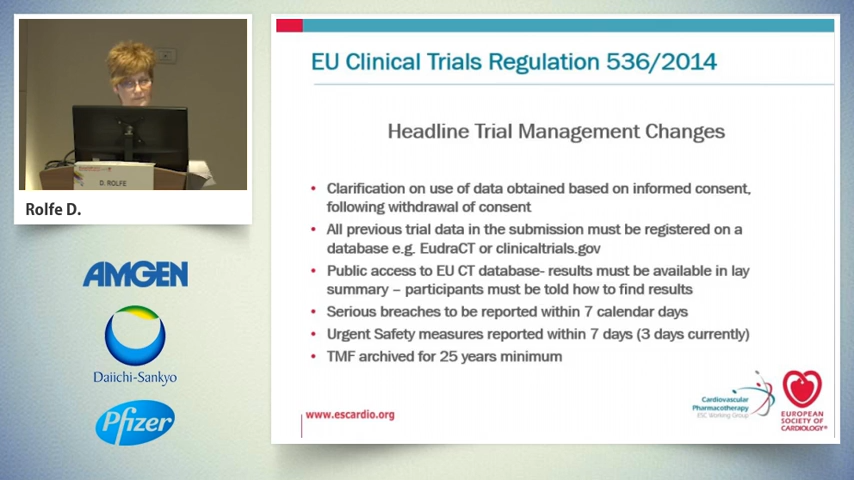 D. ROLFE
Rolfe D.
AMGEN
Daiichi-Sankyo
Pfizer
EU Clinical Trials Regulation 536/2014
Headline Trial Management Changes
• Clarification on use of data obtained based on informed consent,
following withdrawal of consent
• All previous trial data in the submission must be registered on a
database e.g. EudraCT or clinicaltrials.gov
• Public access to EU CT database- results must be available in lay
summary – participants must be told how to find results
• Serious breaches to be reported within 7 calendar days
• Urgent Safety measures reported within 7 days (3 days currently)
• TMF archived for 25 years minimum
www.escardio.org
Cardiovascular
Pharmacotherapy
ESC Working Group
EUROPEAN
SOCIETY OF
CARDIOLOGY®